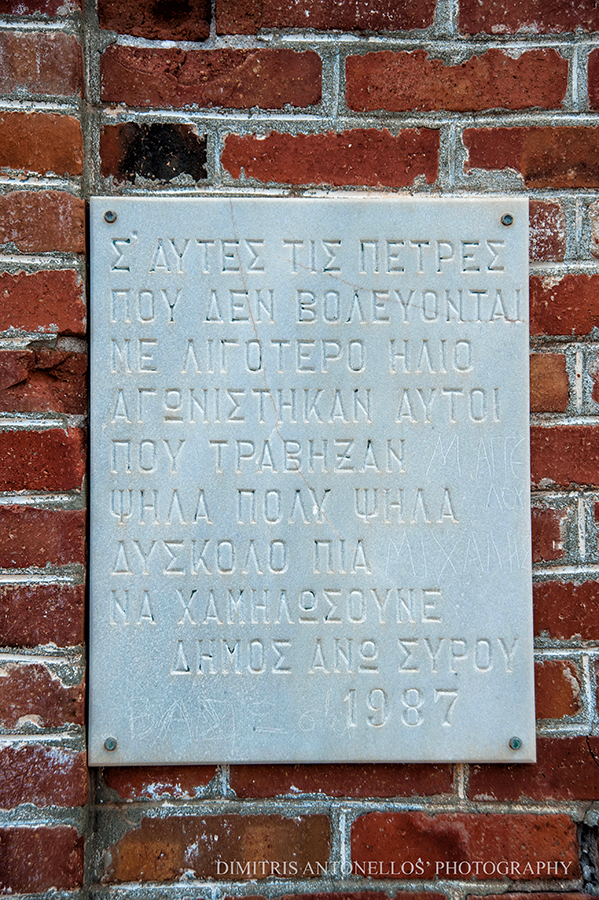 Σ' ΑΥΤΕΣ ΤΙΣ ΠΕΤΡΕΣ
ΠΟΥ ΔΕΝ ΒΟΛΕΥΟΝΤΑΙ
ΜΕ ΛΙΓΟΤΕΡΟ ΗΛΙΟ
ΑΓΩΝΙΣΤΗΚΑΝ ΑΥΤΟΙ
ΠΟΥ ΤΡΑΒΗΞΑΝ
ΨΗΛΑ ΠΟΛΥ ΨΗΛΑ
ΔΥΣΚΟΛΟ ΠΙΑ
ΝΑ ΧΑΜΗΛΩΣΟΥΝΕ
ΔΗΜΟΣ ΑΝΩ ΣΥΡΟΥ
1987
DIMITRIS ANTONELLOS' PHOTOGRAPHY